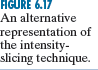 FIGURE 6.17
An alternative
representation of
the intensity-
slicing technique.